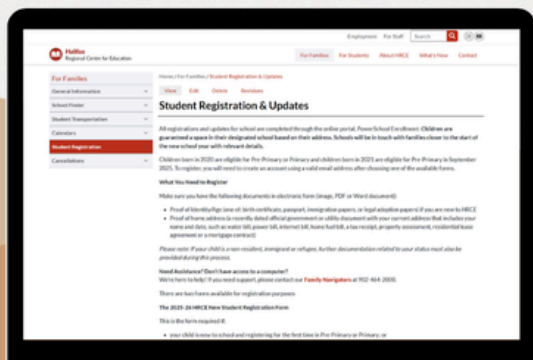 Employment For Staff Search
Halifax
Regional Centre for Education
For Families For Students About HRCE What's New Contact
For Families
General Information
School Finder
Student Transportation
Calendars
Student Registration
Cancellations
Home / For Families / Student Registration & Updates
View Edit Delete Revisions
Student Registration & Updates
All registrations and updates for school are completed through the online portal, PowerSchool Enrollment. Children are
guaranteed a space in their designated school based on their address. Schools will be in touch with families closer to the start of
the new school year with relevant details.
Children born in 2020 are eligible for Pre-Primary or Primary and children born in 2021 are eligible for Pre-Primary in September
2025. To register, you will need to create an account using a valid email address after choosing one of the available forms.
What You Need to Register
Make sure you have the following documents in electronic form (image, PDF or Word document):
• Proof of Identity/Age (one of: birth certificate, passport, immigration papers, or legal adoption papers) if you are new to HRCE
• Proof of home address (a recently dated official government or utility document with your current address that includes your
name and date, such as water bill, power bill, internet bill, home fuel bill, a tax receipt, property assessment, residential lease
agreement or a mortgage contract)
Please note if your child is a non-resident, immigrant or refugee, further documentation related to your status must also be
provided during this process.
Need Assistance? Don't have access to a computer?
We're here to help! If you need support, please contact our Family Navigators at 902-464-2000.
There are two forms available for registration purposes
The 2025-26 HRCE New Student Registration Form
This is the form required if:
• your child is new to school and registering for the first time in Pre-Primary or Primary; or